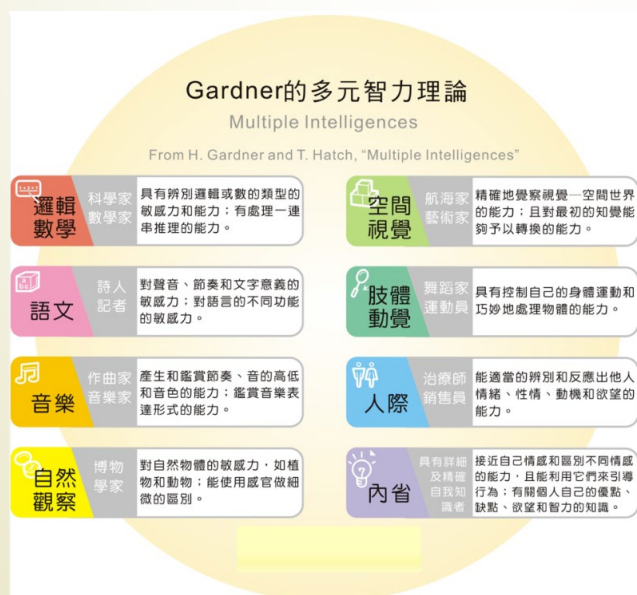 Gardner的多元智力理論
Multiple Intelligences
From H. Gardner and T. Hatch, “Multiple Intelligences”
邏輯
數學
科學家
數學家
具有辨別邏輯或數的類型的
敏感力和能力；有處理一連
串推理的能力。
空間
視覺
航海家
藝術家
精確地覺察視覺─空間世界
的能力；且對最初的知覺能
夠予以轉換的能力。
語文
詩人
記者
對聲音、節奏和文字意義的
敏感力；對語言的不同功能
的敏感力。
肢體
動覺
舞蹈家
運動員
具有控制自己的身體運動和
巧妙地處理物體的能力。
音樂
作曲家
音樂家
產生和鑑賞節奏、音的高低
和音色的能力；鑑賞音樂表
達形式的能力。
人際
治療師
銷售員
能適當的辨別和反應出他人
情緒、性情、動機和欲望的
能力。
自然
觀察
博物
學家
對自然物體的敏感力，如植
物和動物；能使用感官做細
微的區別。
內省
具有詳細
及精確
自我知
識者
接近自己情感和區別不同情感
的能力，且能利用它們來引導
行為；有關個人自己的優點、
缺點、欲望和智力的知識。